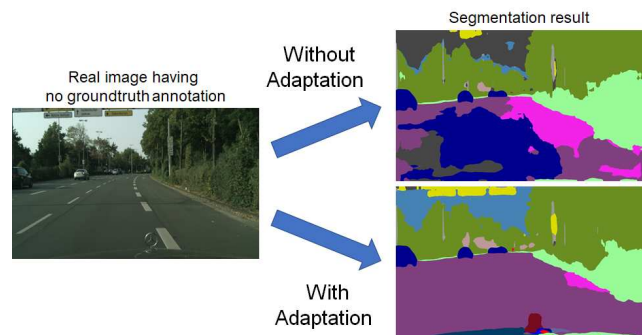 Segmentation result
Without
Adaptation
Real image having
no groundtruth annotation
With
Adaptation